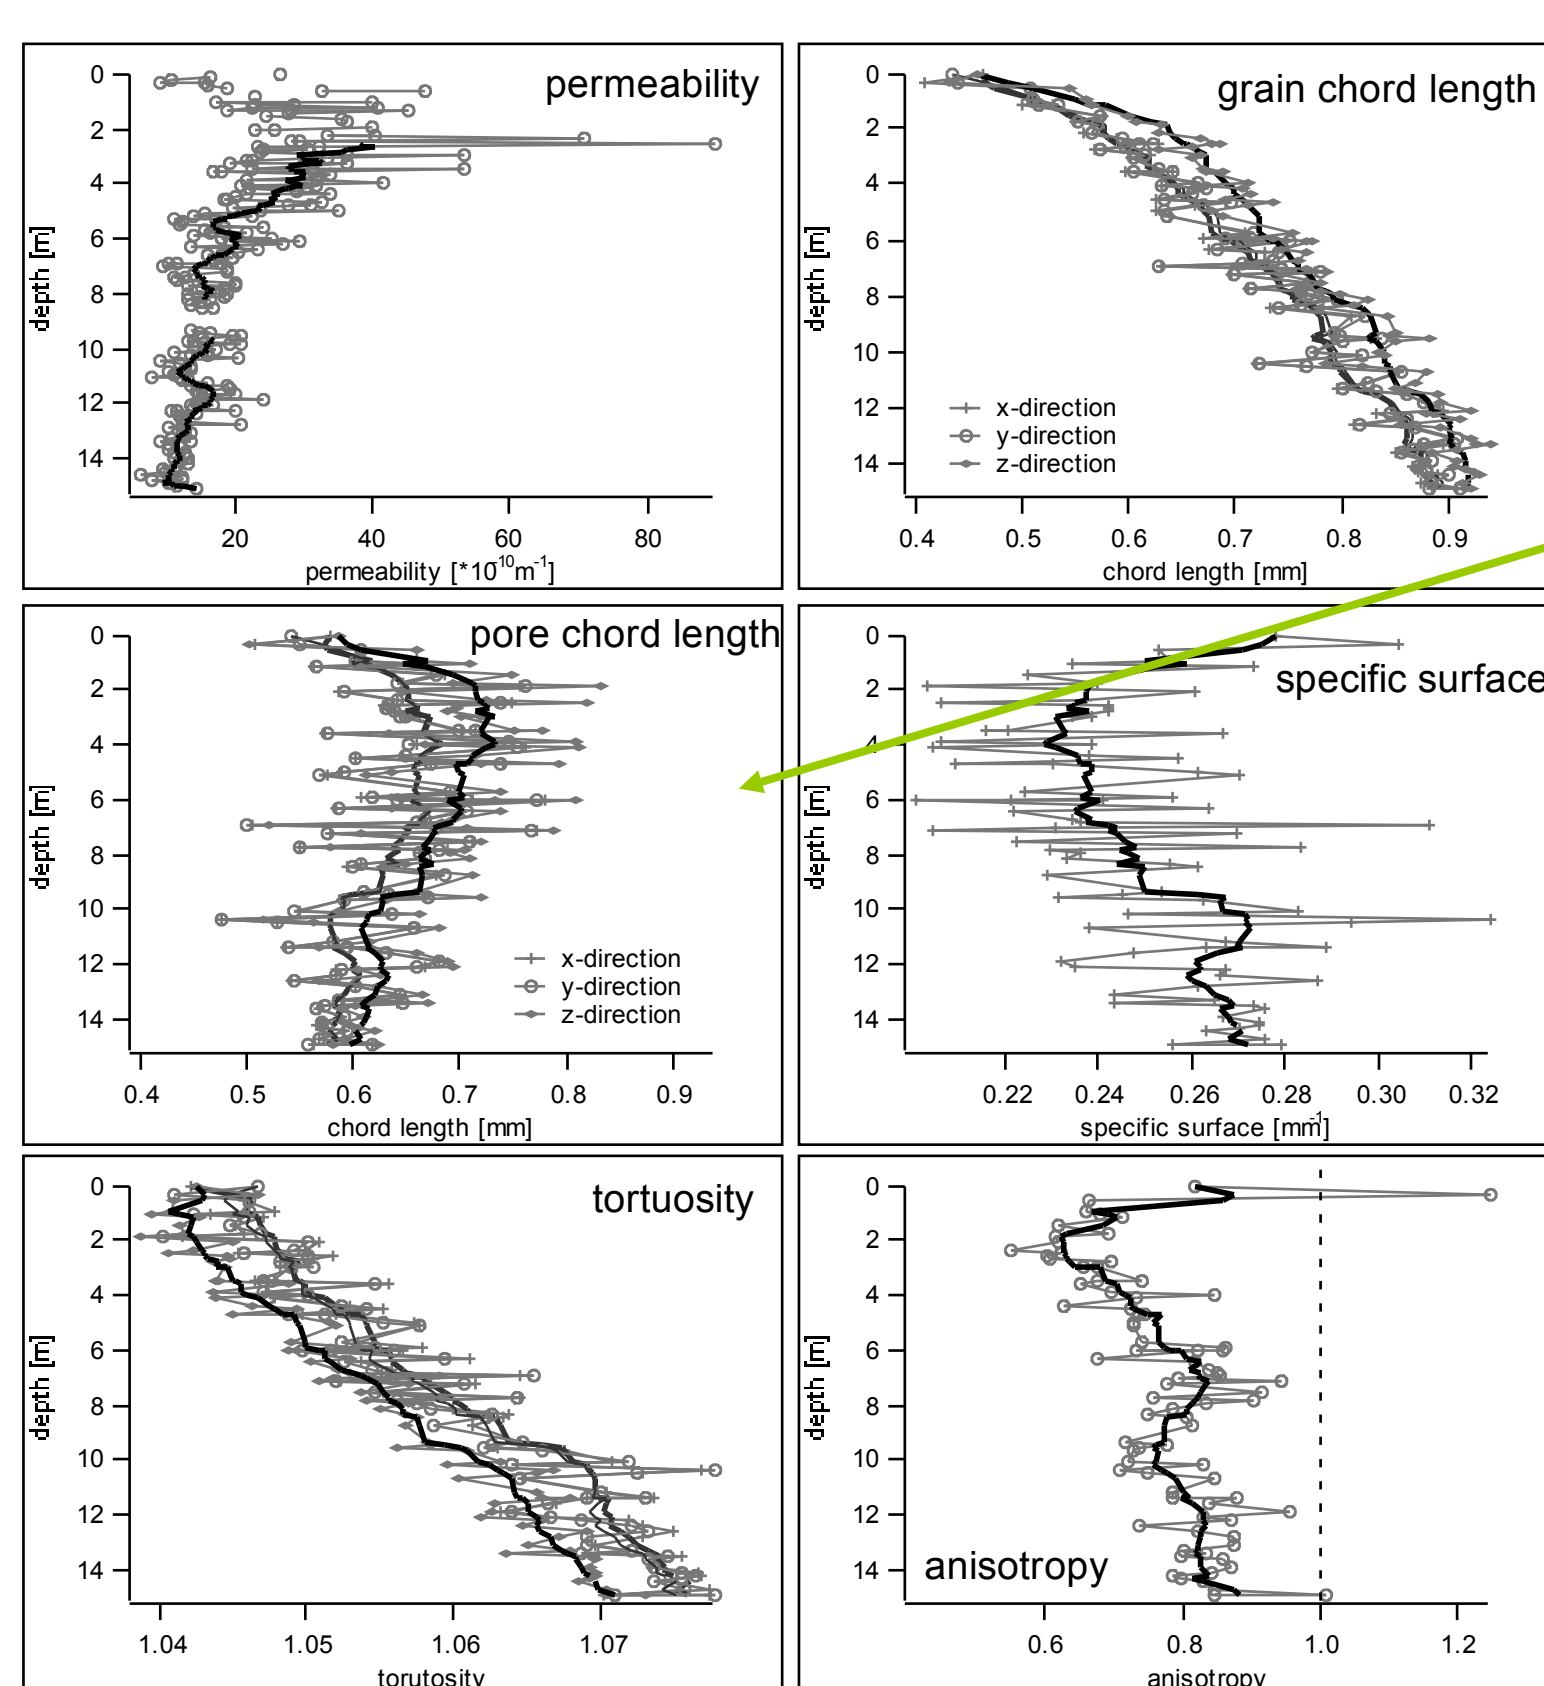 permeability
0
2
4
6
8
10
12
14
depth [m]
20 40 60 80
permeability [*10⁻¹⁰m⁻¹]
grain chord length
0
2
4
6
8
10
12
14
depth [m]
x-direction
y-direction
z-direction
0.4 0.5 0.6 0.7 0.8 0.9
chord length [mm]
pore chord length
0
2
4
6
8
10
12
14
depth [m]
x-direction
y-direction
z-direction
0.4 0.5 0.6 0.7 0.8 0.9
chord length [mm]
specific surface
0
2
4
6
8
10
12
14
depth [m]
0.22 0.24 0.26 0.28 0.30 0.32
specific surface [mm⁻¹]
tortuosity
0
2
4
6
8
10
12
14
depth [m]
1.04 1.05 1.06 1.07
torutosity
0
2
4
6
8
10
12
14
depth [m]
anisotropy
0.6 0.8 1.0 1.2
anisotropy